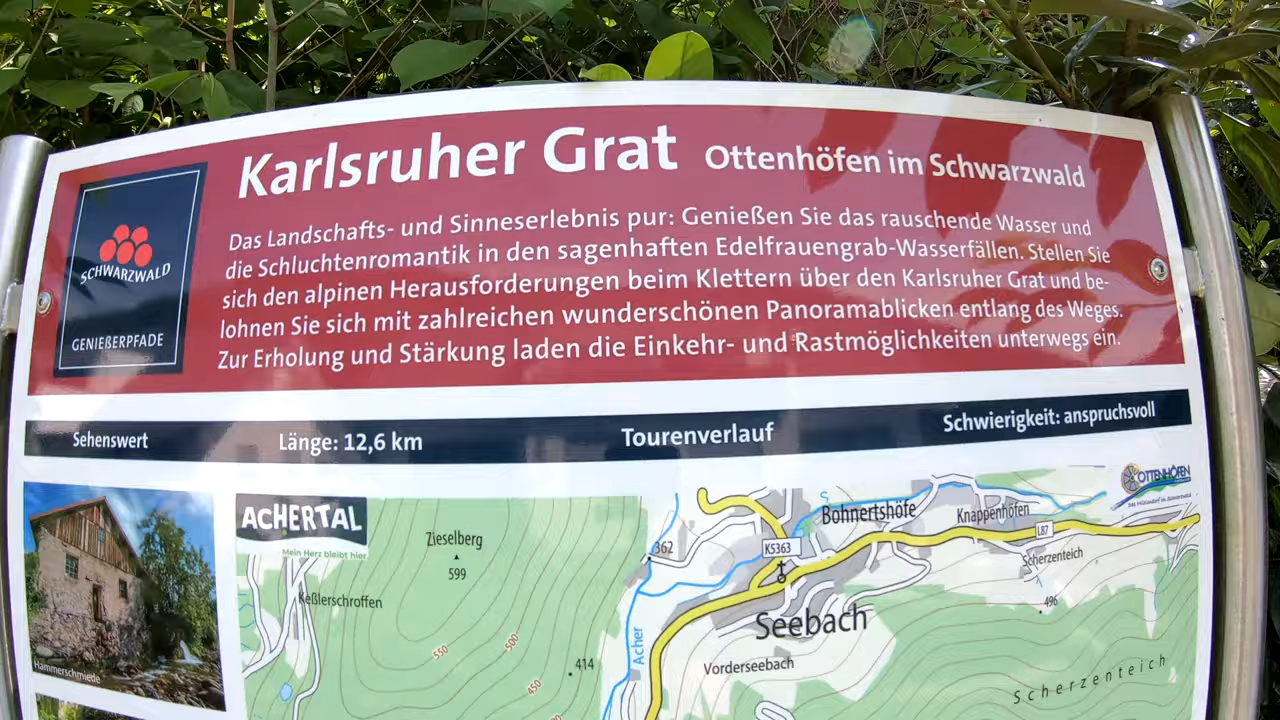 Karlsruher Grat Ottenhöfen im Schwarzwald
Das Landschafts- und Sinneserlebnis pur: Genießen Sie das rauschende Wasser und
die Schluchtenromantik in den sagenhaften Edelfrauengrab-Wasserfällen. Stellen Sie
sich den alpinen Herausforderungen beim Klettern über den Karlsruher Grat und be-
lohnen Sie sich mit zahlreichen wunderschönen Panoramablicken entlang des Weges.
Zur Erholung und Stärkung laden die Einkehr- und Rastmöglichkeiten unterwegs ein.
SCHWARZWALD
GENIEßERPFADE
Sehenswert
Länge: 12,6 km
Tourenverlauf
Schwierigkeit: anspruchsvoll
Hammerschmiede
ACHERTAL
Mein Herz bleibt hier
Zieselberg
599
Keßlerschroffen
550
500
450
414
362
Acher
K5363
Bohnertshöfe
Knappenhöfen
L87
Scherzenteich
496
Seebach
Vorderseebach
Scherzenteich
OTTENHÖFEN